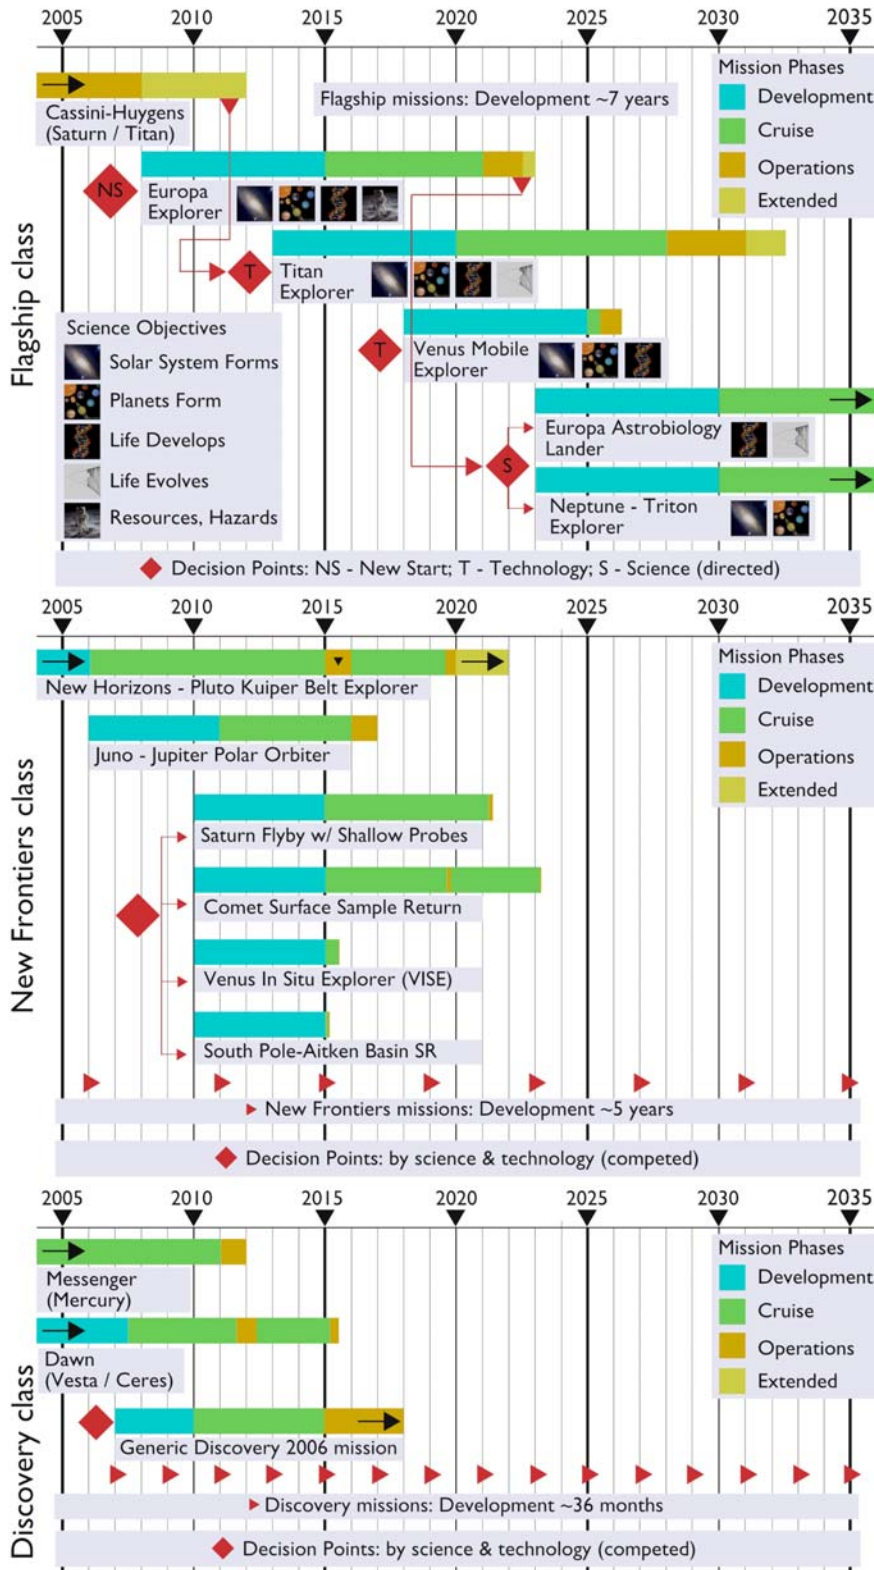 2005 2010 2015 2020 2025 2030 2035
Flagship class
Mission Phases
Development
Cruise
Operations
Extended
Flagship missions: Development ~7 years
Cassini-Huygens
(Saturn / Titan)
NS
Europa
Explorer
T
Titan
Explorer
Science Objectives
Solar System Forms
Planets Form
Life Develops
Life Evolves
Resources, Hazards
T
Venus Mobile
Explorer
Europa Astrobiology
Lander
S
Neptune - Triton
Explorer
Decision Points: NS - New Start; T - Technology; S - Science (directed)
2005 2010 2015 2020 2025 2030 2035
New Frontiers class
Mission Phases
Development
Cruise
Operations
Extended
New Horizons - Pluto Kuiper Belt Explorer
Juno - Jupiter Polar Orbiter
Saturn Flyby w/ Shallow Probes
Comet Surface Sample Return
Venus In Situ Explorer (VISE)
South Pole-Aitken Basin SR
New Frontiers missions: Development ~5 years
Decision Points: by science & technology (competed)
2005 2010 2015 2020 2025 2030 2035
Discovery class
Mission Phases
Development
Cruise
Operations
Extended
Messenger
(Mercury)
Dawn
(Vesta / Ceres)
Generic Discovery 2006 mission
Discovery missions: Development ~36 months
Decision Points: by science & technology (competed)